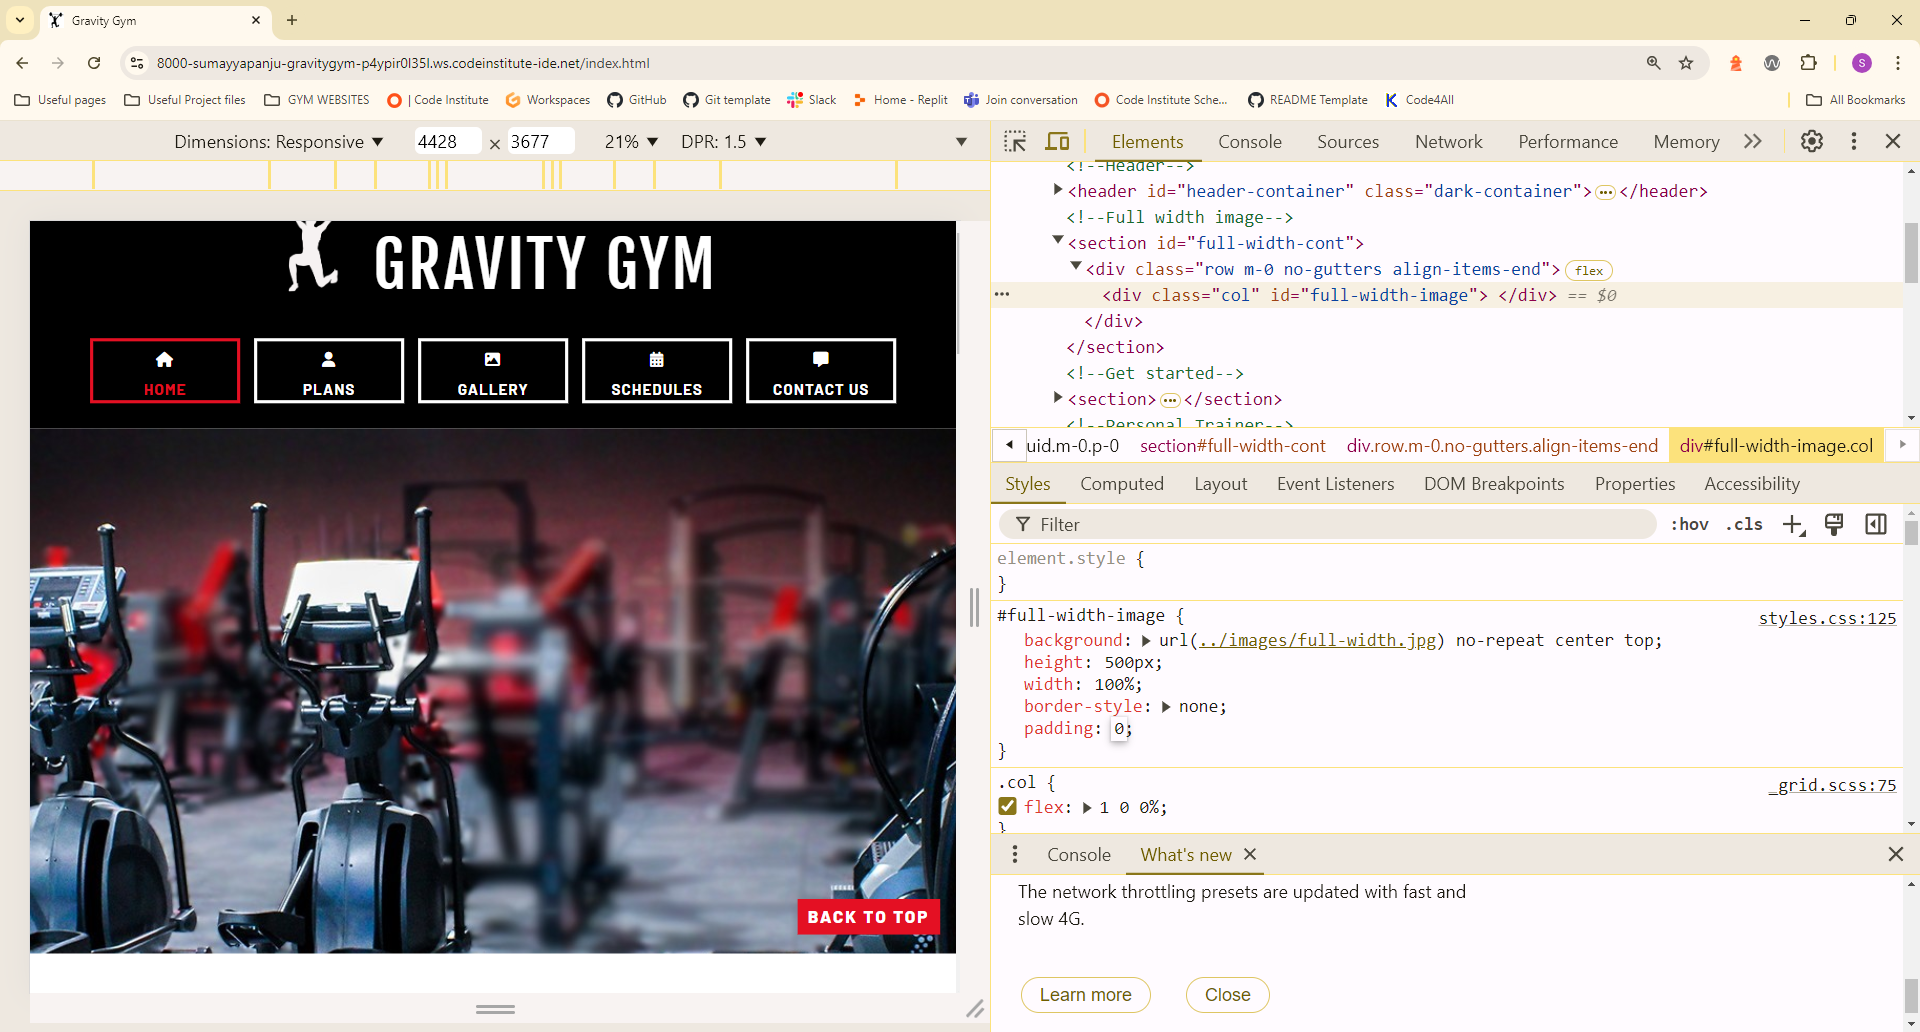 Gravity Gym
8000-sumayyapanju-gravitygym-p4ypir0l35l.ws.codeinstitute-ide.net/index.html
S
Useful pages
Useful Project files
GYM WEBSITES
| Code Institute
Workspaces
GitHub
Git template
Slack
Home - Replit
Join conversation
Code Institute Sche...
README Template
Code4All
All Bookmarks
Dimensions: Responsive
4428 × 3677
21%
DPR: 1.5
GRAVITY GYM
HOME
PLANS
GALLERY
SCHEDULES
CONTACT US
BACK TO TOP
Elements
Console
Sources
Network
Performance
Memory
<!--Header-->
<header id="header-container" class="dark-container"> ... </header>
<!--Full width image-->
<section id="full-width-cont">
<div class="row m-0 no-gutters align-items-end"> flex
... <div class="col" id="full-width-image"> </div> == $0
</div>
</section>
<!--Get started-->
<section> ... </section>
<!--Personal Trainer-->
uid.m-0.p-0
section#full-width-cont
div.row.m-0.no-gutters.align-items-end
div#full-width-image.col
Styles
Computed
Layout
Event Listeners
DOM Breakpoints
Properties
Accessibility
Filter
:hov
.cls
element.style {
}
#full-width-image {
styles.css:125
background: url(../images/full-width.jpg) no-repeat center top;
height: 500px;
width: 100%;
border-style: none;
padding: 0;
}
.col {
_grid.scss:75
flex: 1 0 0%;
}
Console
What's new
The network throttling presets are updated with fast and
slow 4G.
Learn more
Close